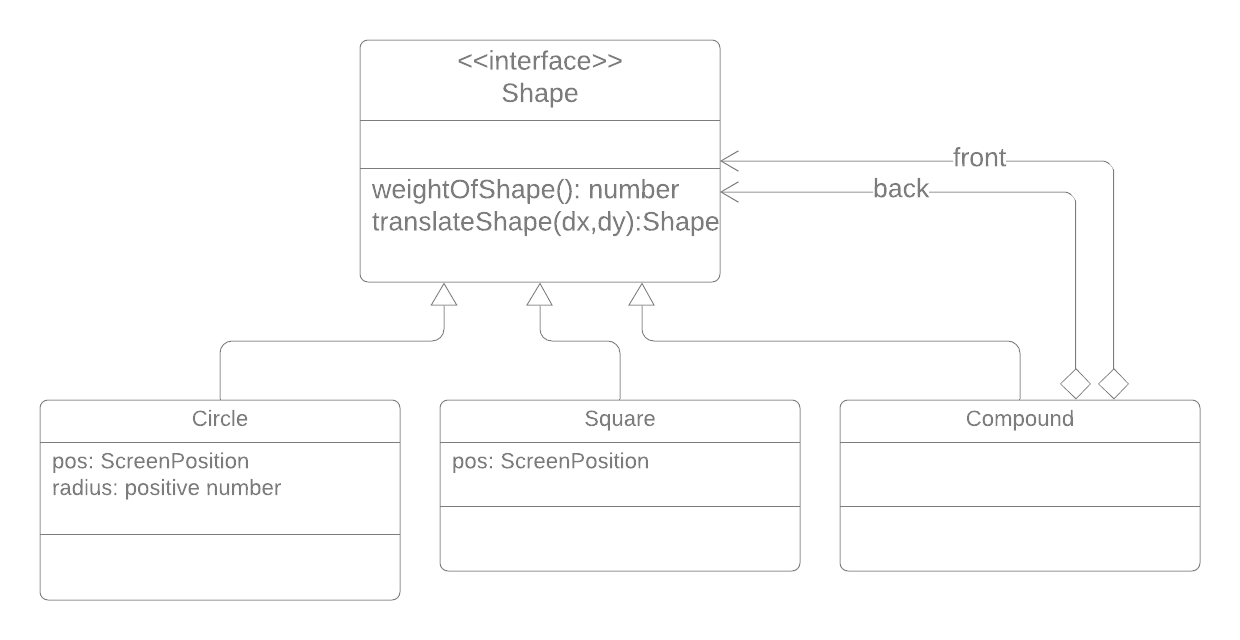 <<interface>>
Shape
front
weightOfShape(): number
back
translateShape(dx,dy):Shape
Circle
Square
Compound
pos: ScreenPosition
radius: positive number
pos: ScreenPosition